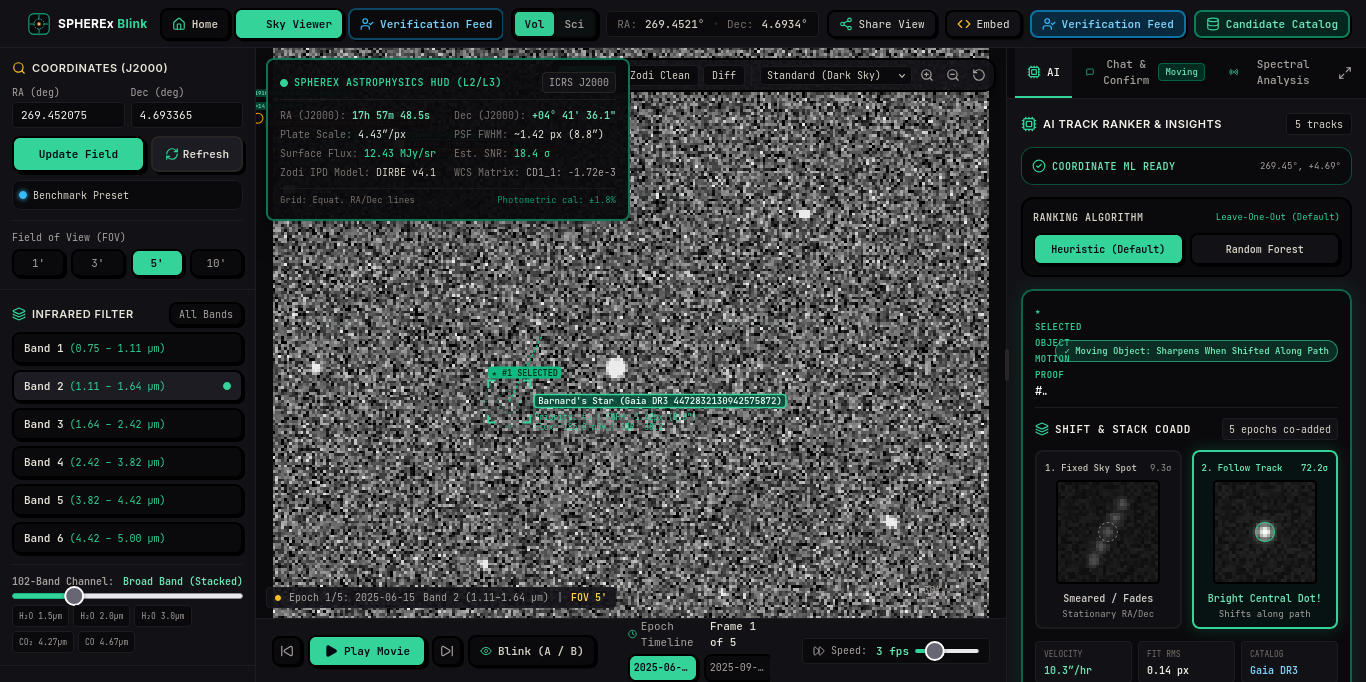 SPHEREx Blink
Home
Sky Viewer
Verification Feed
Vol
Sci
RA: 269.4521° · Dec: 4.6934°
Share View
Embed
Verification Feed
Candidate Catalog
COORDINATES (J2000)
RA (deg)
Dec (deg)
269.452075
4.693365
Update Field
Refresh
Benchmark Preset
Field of View (FOV)
1'
3'
5'
10'
INFRARED FILTER
All Bands
Band 1 (0.75 – 1.11 μm)
Band 2 (1.11 – 1.64 μm)
Band 3 (1.64 – 2.42 μm)
Band 4 (2.42 – 3.82 μm)
Band 5 (3.82 – 4.42 μm)
Band 6 (4.42 – 5.00 μm)
102-Band Channel: Broad Band (Stacked)
H₂O 1.5μm
H₂O 2.0μm
H₂O 3.0μm
CO₂ 4.27μm
CO 4.67μm
SPHEREX ASTROPHYSICS HUD (L2/L3)
ICRS J2000
RA (J2000): 17h 57m 48.5s
Dec (J2000): +04° 41' 36.1"
Plate Scale: 4.43″/px
PSF FWHM: ~1.42 px (8.8″)
Surface Flux: 12.43 MJy/sr
Est. SNR: 18.4 σ
Zodi IPD Model: DIRBE v4.1
WCS Matrix: CD1_1: -1.72e-3
Grid: Equat. RA/Dec lines
Photometric cal: ±1.8%
Zodi Clean
Diff
Standard (Dark Sky)
★ #1 SELECTED
Barnard's Star (Gaia DR3 4472832130942575872)
Epoch 1/5: 2025-06-15 Band 2 (1.11–1.64 μm) | FOV 5'
Play Movie
Blink (A / B)
Epoch
Timeline
Frame 1
of 5
2025-06-…
2025-09-…
Speed: 3 fps
AI
Chat &
Confirm
Moving
Spectral
Analysis
AI TRACK RANKER & INSIGHTS
5 tracks
COORDINATE ML READY
269.45°, +4.69°
RANKING ALGORITHM
Leave-One-Out (Default)
Heuristic (Default)
Random Forest
★
SELECTED
OBJECT
MOTION
PROOF
#…
✓ Moving Object: Sharpens When Shifted Along Path
SHIFT & STACK COADD
5 epochs co-added
1. Fixed Sky Spot 9.3σ
Smeared / Fades
Stationary RA/Dec
2. Follow Track 72.2σ
Bright Central Dot!
Shifts along path
VELOCITY
10.3″/hr
FIT RMS
0.14 px
CATALOG
Gaia DR3